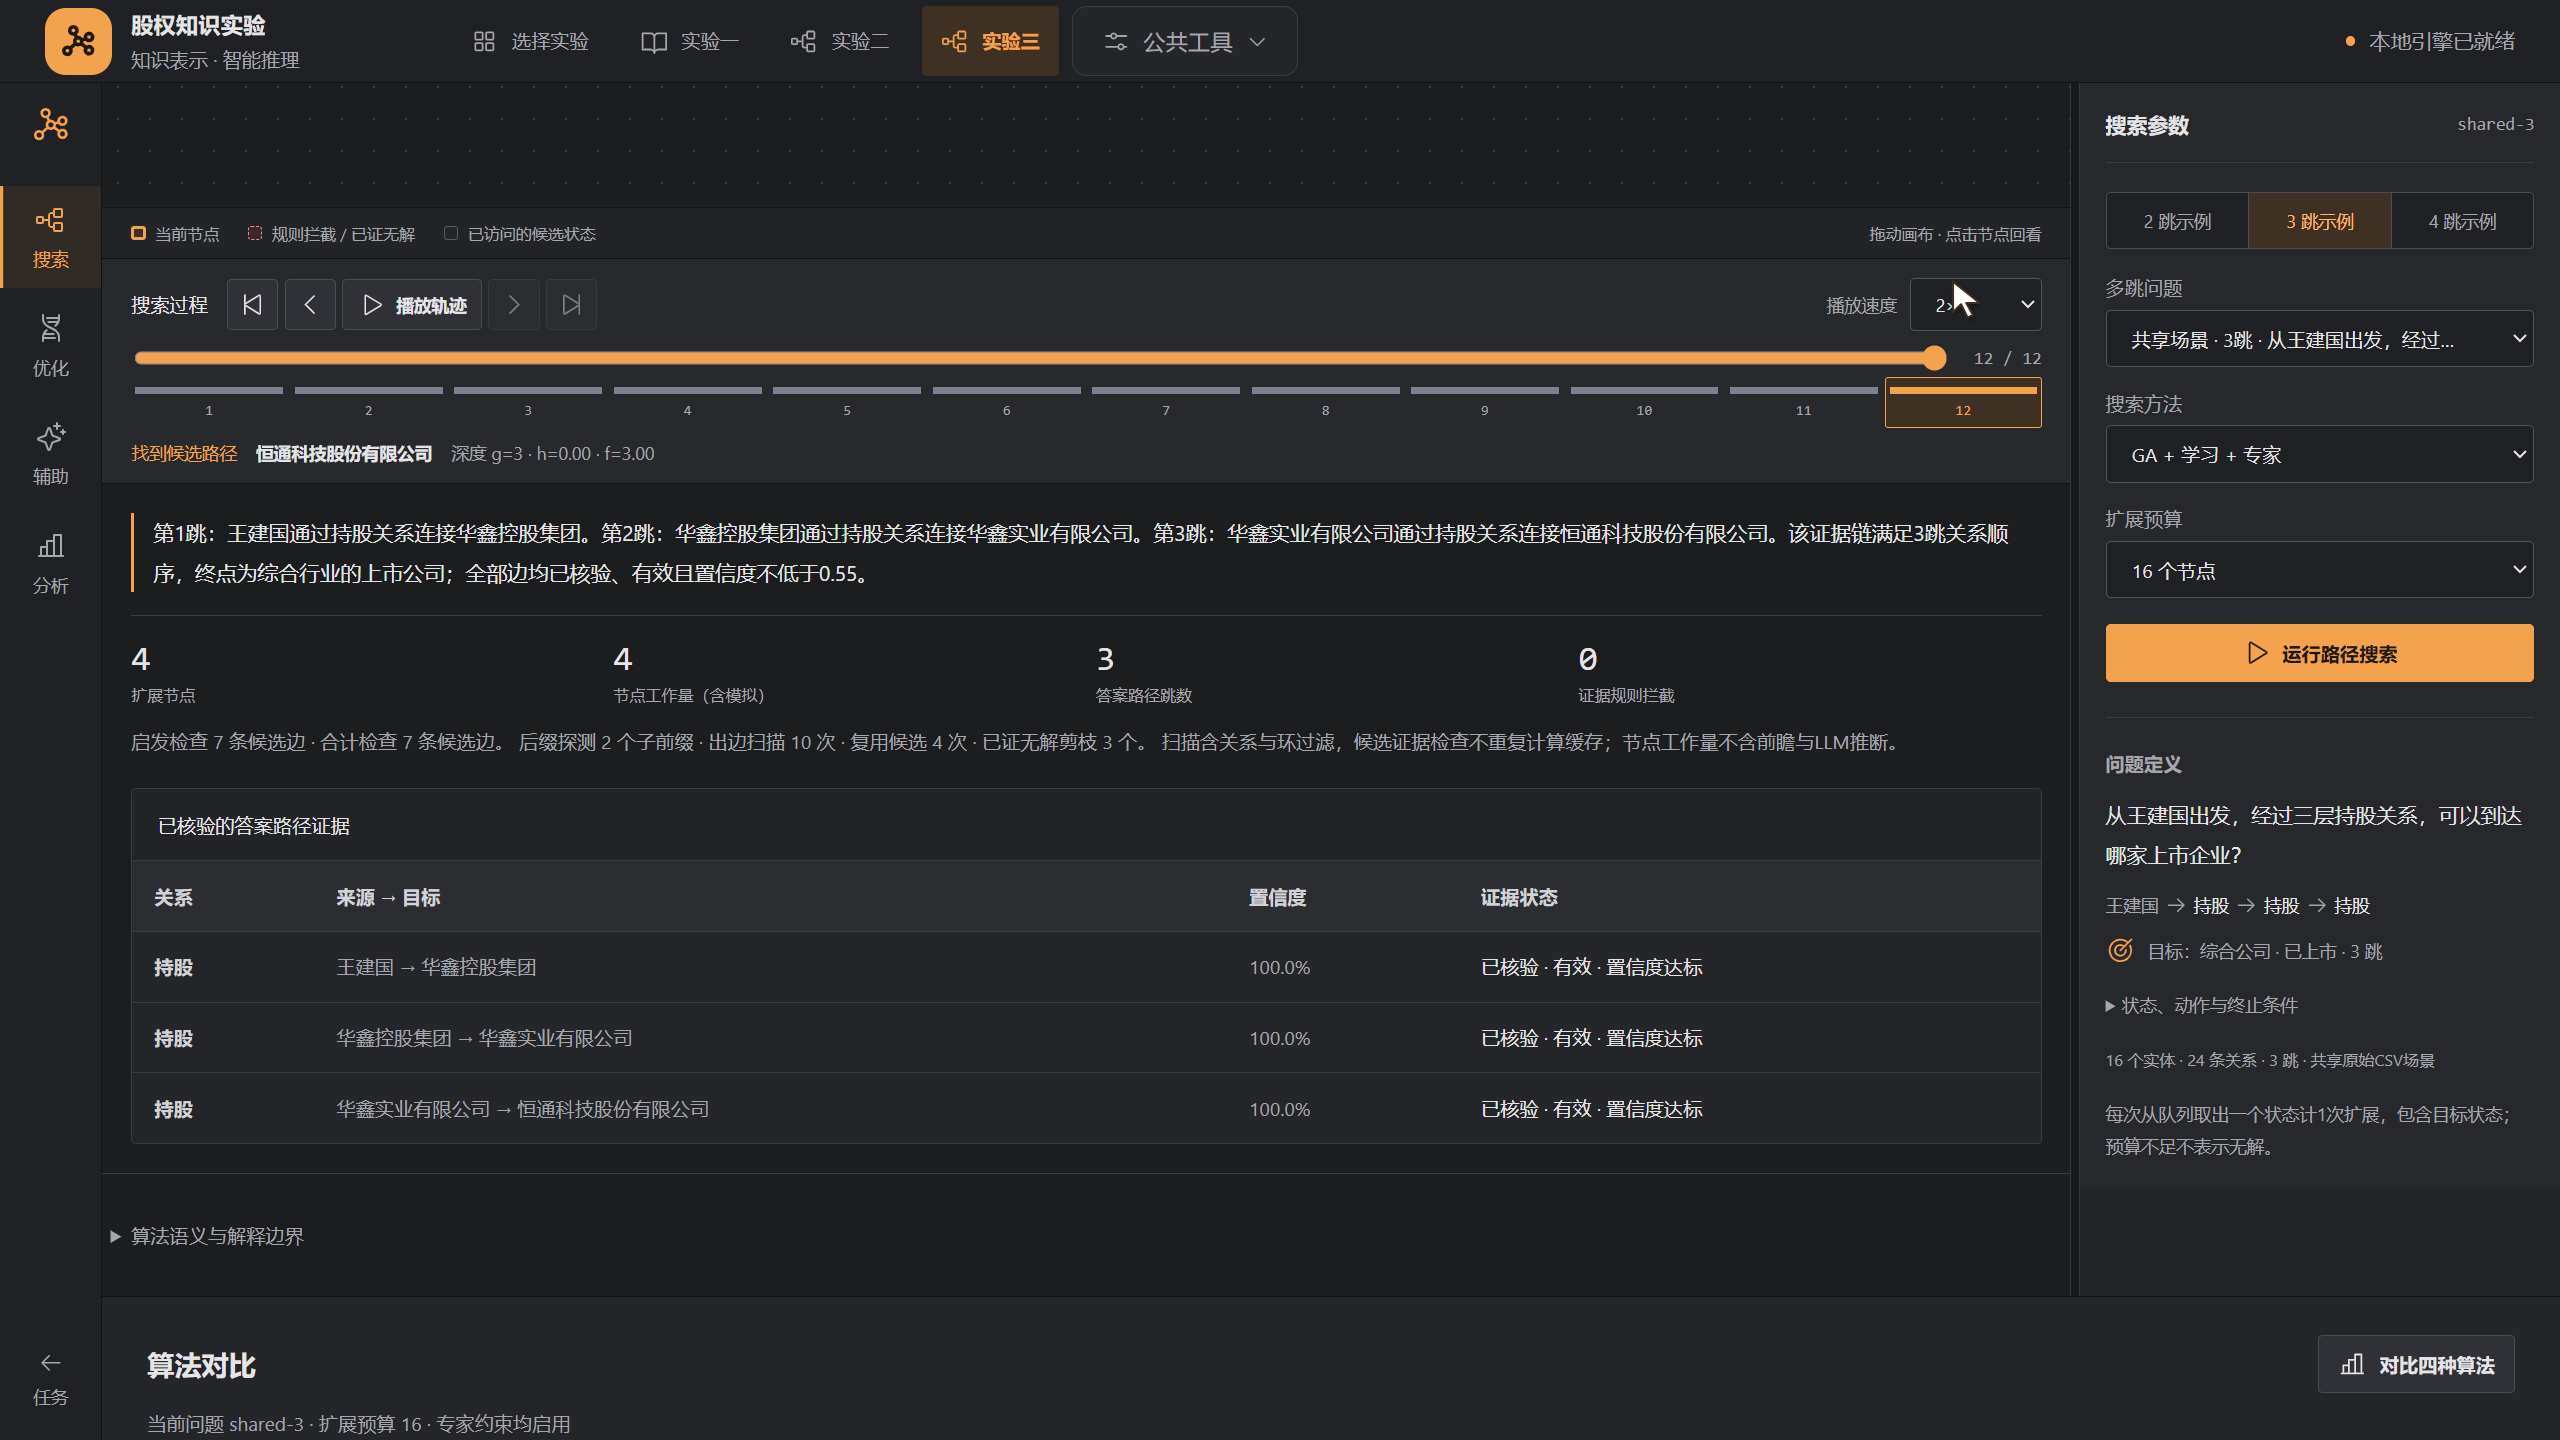 股权知识实验
知识表示 · 智能推理
选择实验
实验一
实验二
实验三
公共工具
本地引擎已就绪
搜索
优化
辅助
分析
任务
当前节点
规则拦截 / 已证无解
已访问的候选状态
拖动画布 · 点击节点回看
搜索过程
播放轨迹
播放速度
12 / 12
1 2 3 4 5 6 7 8 9 10 11 12
找到候选路径 恒通科技股份有限公司 深度 g=3 · h=0.00 · f=3.00
第1跳：王建国通过持股关系连接华鑫控股集团。第2跳：华鑫控股集团通过持股关系连接华鑫实业有限公司。第3跳：华鑫实业有限公司通过持股关系连接恒通科技股份有限公司。该证据链满足3跳关系顺
序，终点为综合行业的上市公司；全部边均已核验、有效且置信度不低于0.55。
4
扩展节点
4
节点工作量（含模拟）
3
答案路径跳数
0
证据规则拦截
启发检查 7 条候选边 · 合计检查 7 条候选边。 后缀探测 2 个子前缀 · 出边扫描 10 次 · 复用候选 4 次 · 已证无解剪枝 3 个。 扫描含关系与环过滤，候选证据检查不重复计算缓存；节点工作量不含前瞻与LLM推断。
已核验的答案路径证据
关系 来源 → 目标 置信度 证据状态
持股 王建国 → 华鑫控股集团 100.0% 已核验 · 有效 · 置信度达标
持股 华鑫控股集团 → 华鑫实业有限公司 100.0% 已核验 · 有效 · 置信度达标
持股 华鑫实业有限公司 → 恒通科技股份有限公司 100.0% 已核验 · 有效 · 置信度达标
算法语义与解释边界
算法对比
当前问题 shared-3 · 扩展预算 16 · 专家约束均启用
对比四种算法
搜索参数
shared-3
2 跳示例
3 跳示例
4 跳示例
多跳问题
共享场景 · 3跳 · 从王建国出发，经过...
搜索方法
GA + 学习 + 专家
扩展预算
16 个节点
运行路径搜索
问题定义
从王建国出发，经过三层持股关系，可以到达
哪家上市企业？
王建国 → 持股 → 持股 → 持股
目标：综合公司 · 已上市 · 3 跳
状态、动作与终止条件
16 个实体 · 24 条关系 · 3 跳 · 共享原始CSV场景
每次从队列取出一个状态计1次扩展，包含目标状态；
预算不足不表示无解。